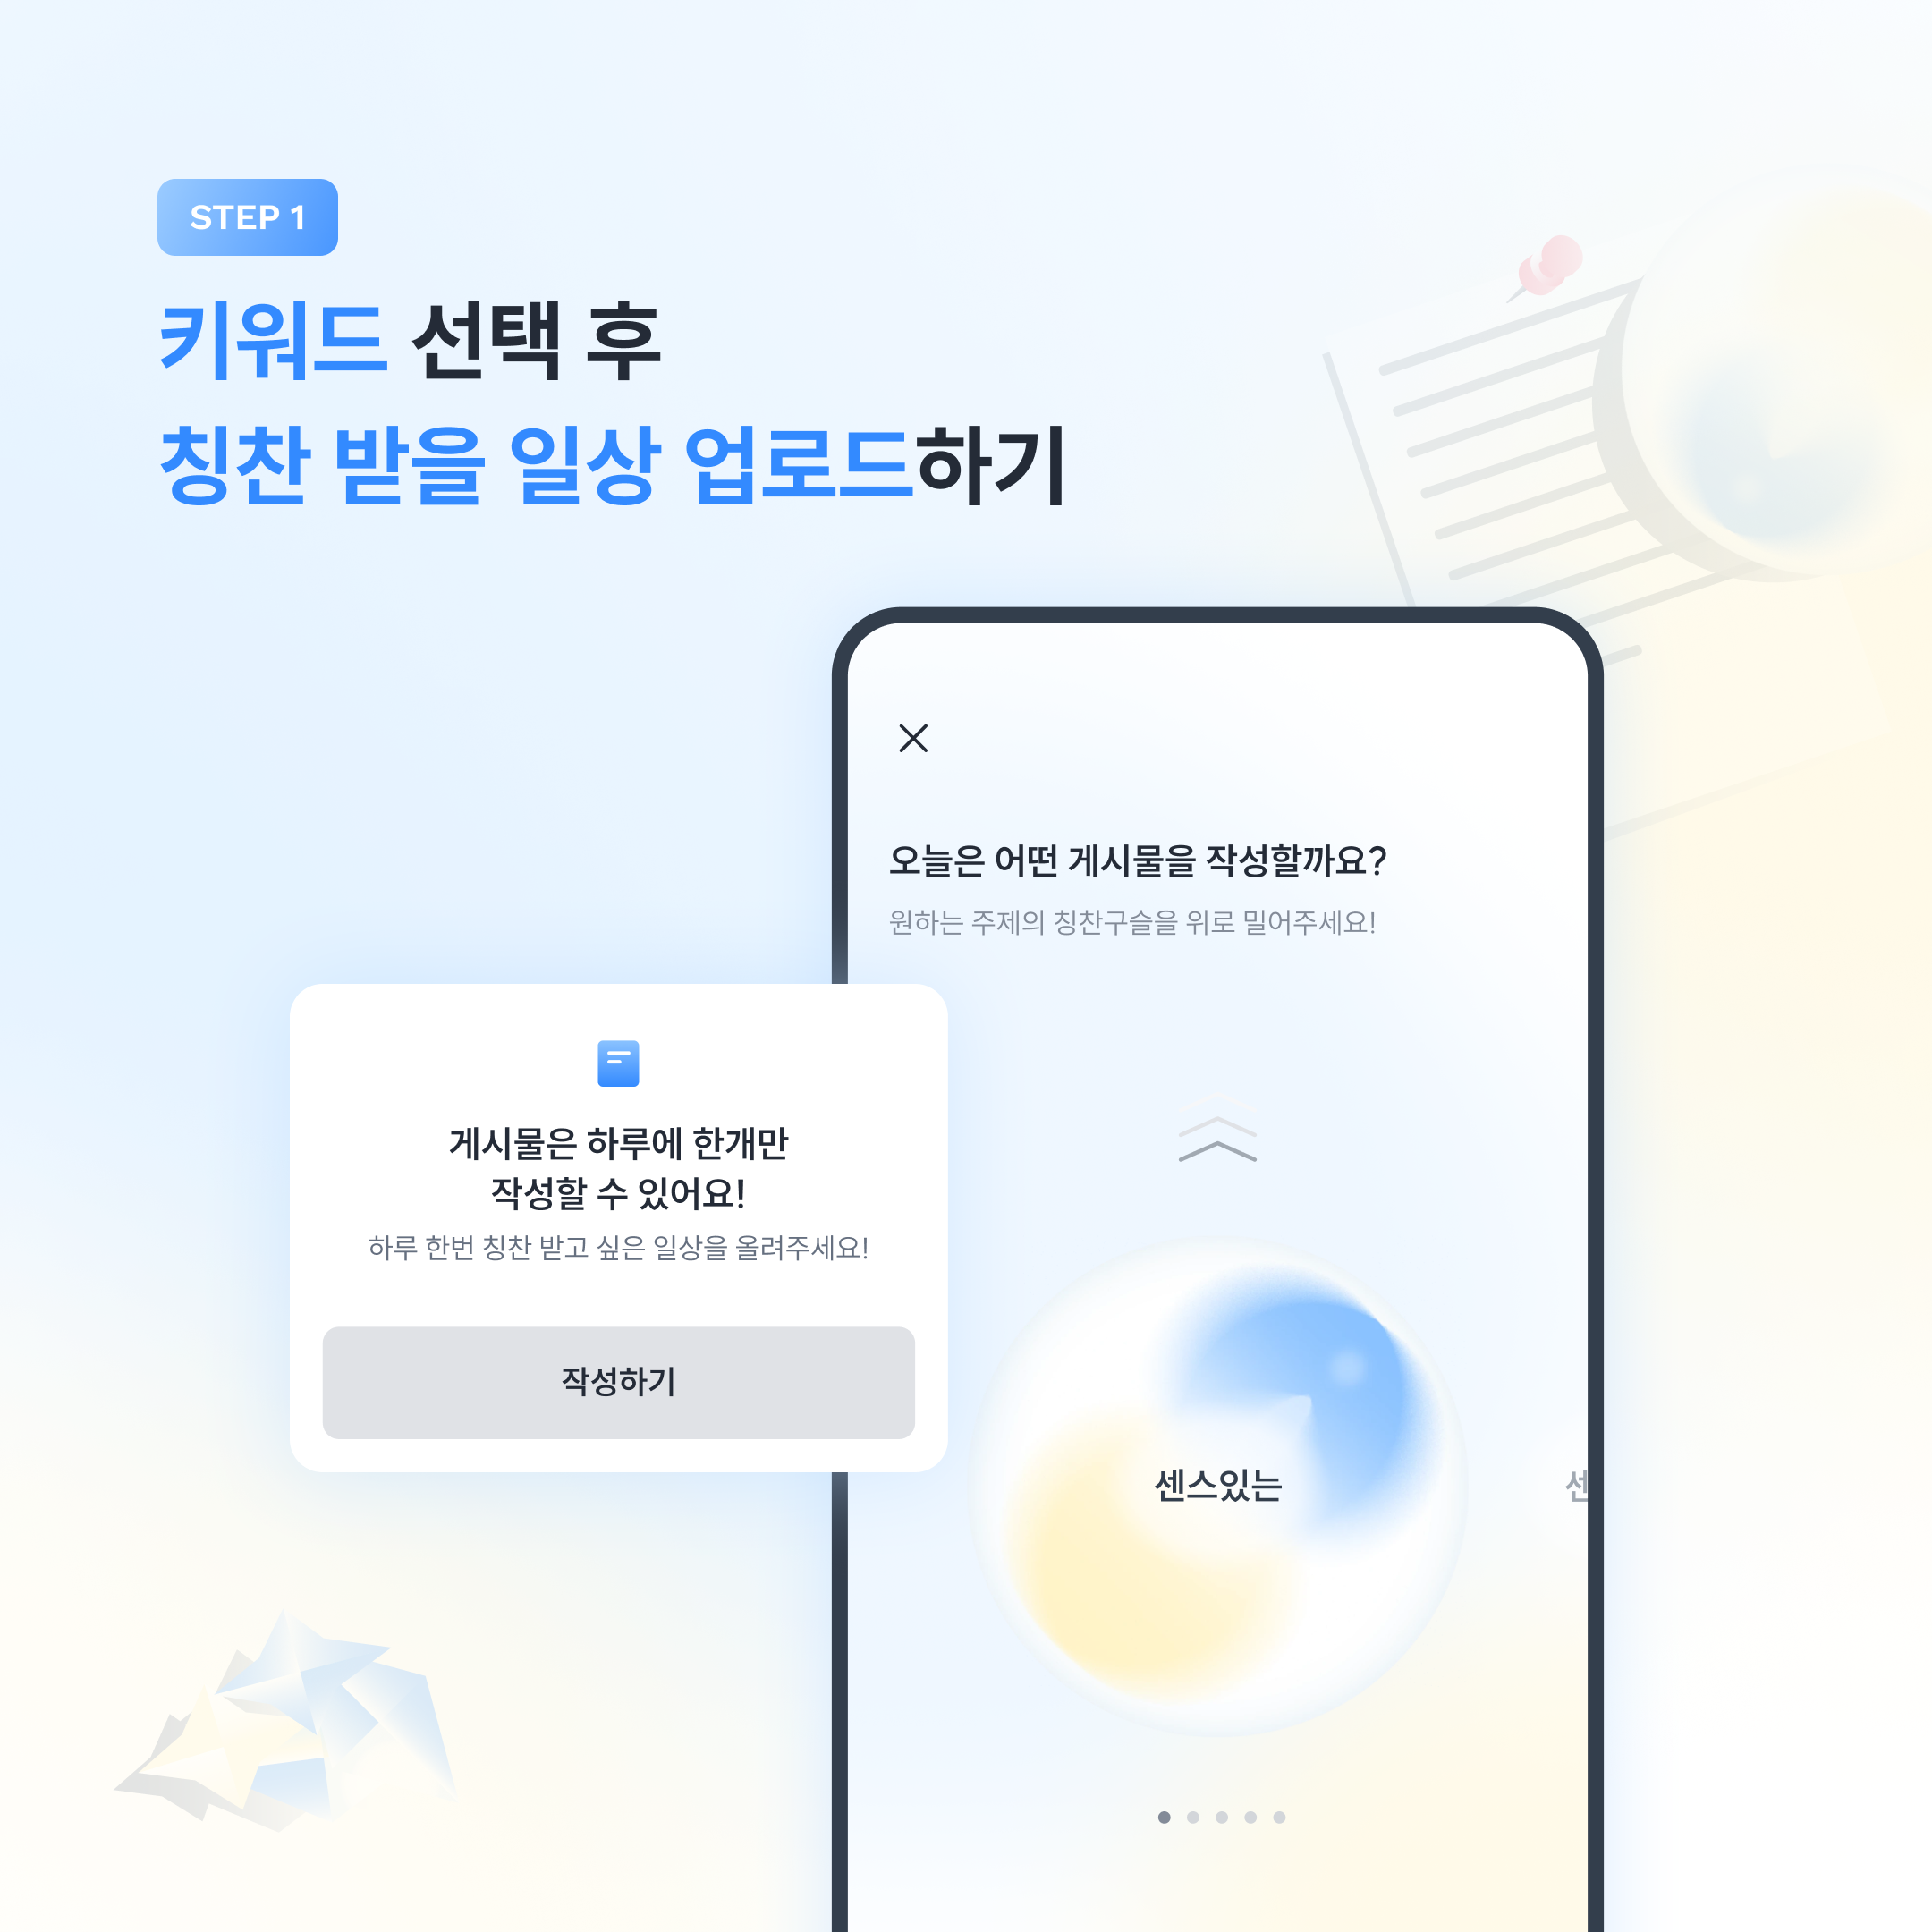 STEP 1
키워드 선택 후
칭찬 받을 일상 업로드하기
오늘은 어떤 게시물을 작성할까요?
원하는 주제의 칭찬구슬을 위로 밀어주세요!
게시물은 하루에 한개만
작성할 수 있어요!
하루 한번 칭찬 받고 싶은 일상을 올려주세요!
작성하기
센스있는